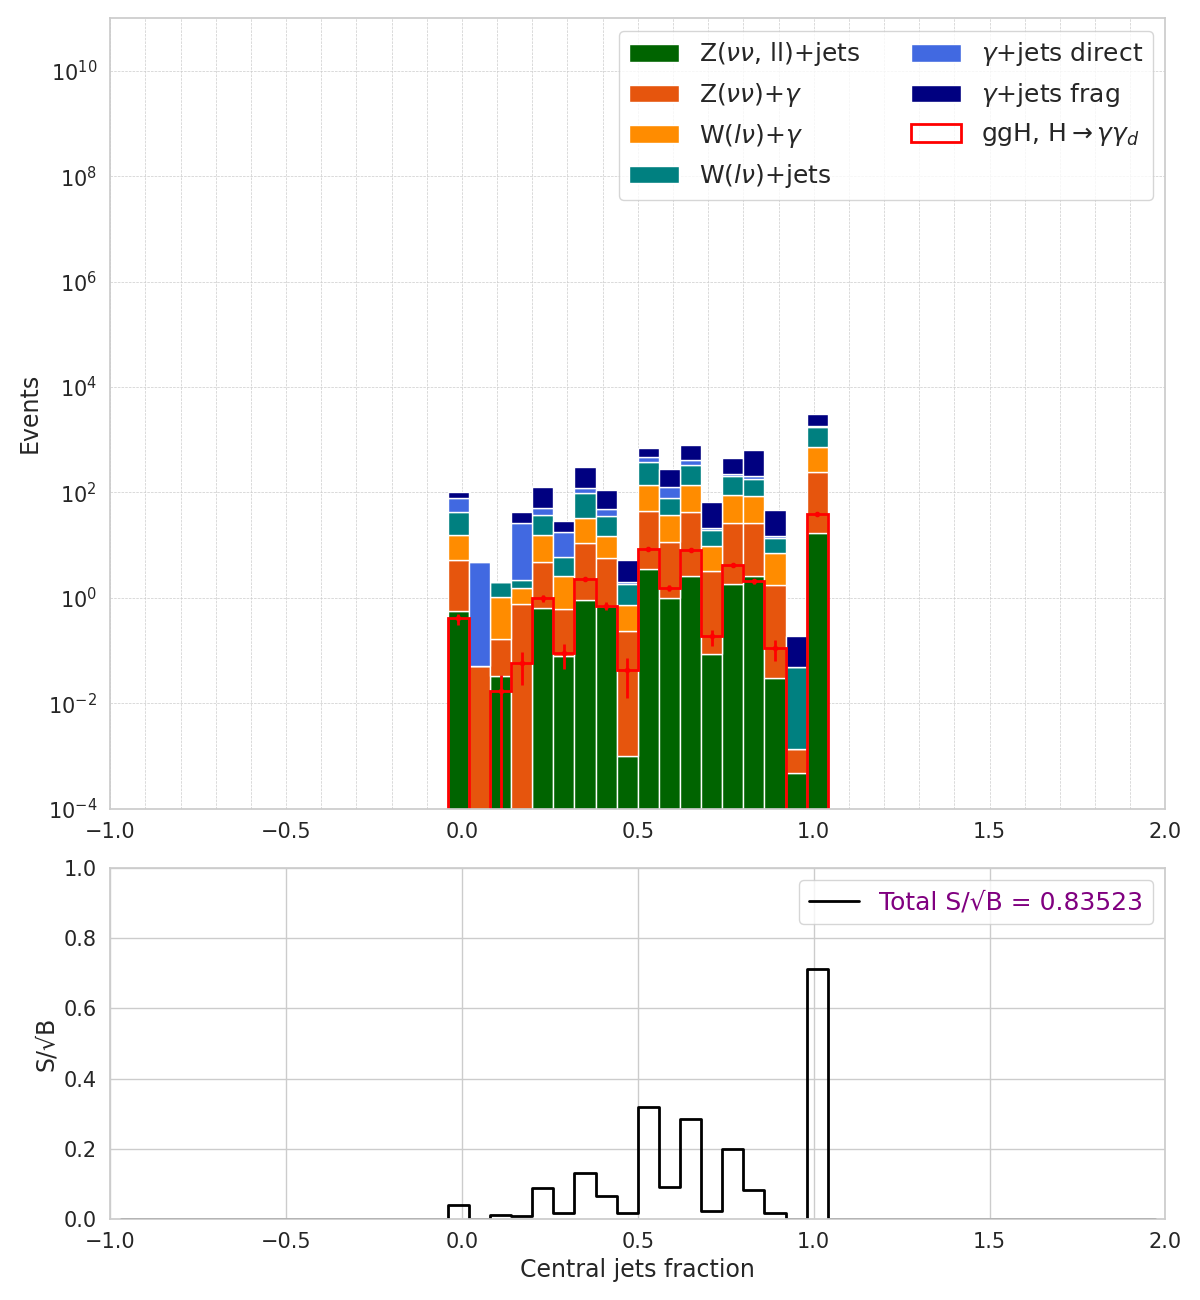 Z(νν, ll)+jets
Z(νν)+γ
W(lν)+γ
W(lν)+jets
γ+jets direct
γ+jets frag
ggH, H→γγ_d
Events
10^10
10^8
10^6
10^4
10^2
10^0
10^−2
10^−4
−1.0 −0.5 0.0 0.5 1.0 1.5 2.0
Total S/√B = 0.83523
S/√B
1.0
0.8
0.6
0.4
0.2
0.0
−1.0 −0.5 0.0 0.5 1.0 1.5 2.0
Central jets fraction